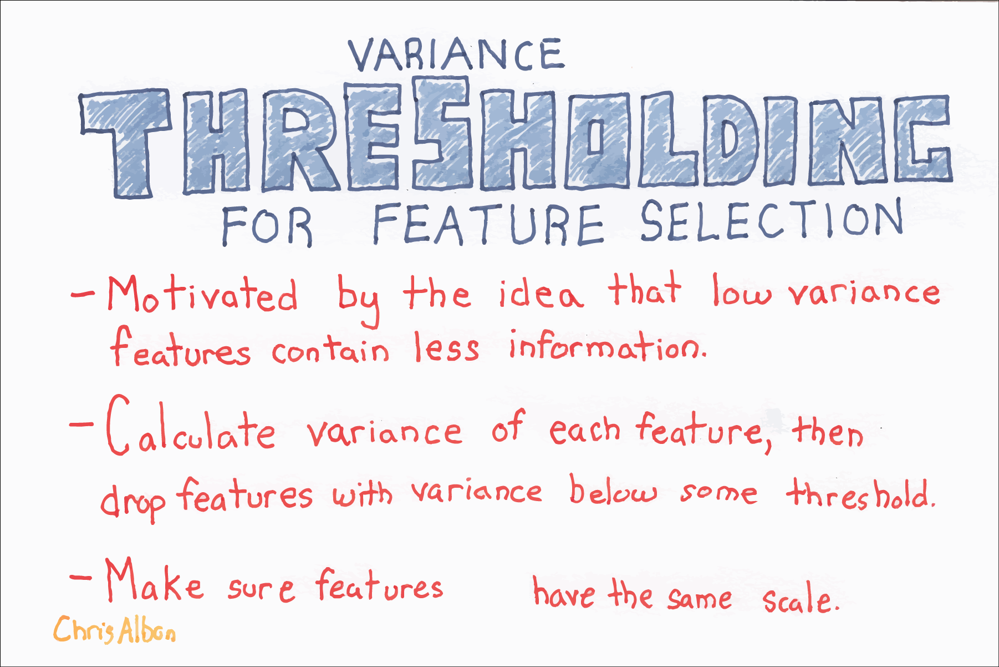 VARIANCE
THRESHOLDING
FOR FEATURE SELECTION
- Motivated by the idea that low variance
features contain less information.
- Calculate variance of each feature, then
drop features with variance below some threshold.
- Make sure features have the same scale.
Chris Albon